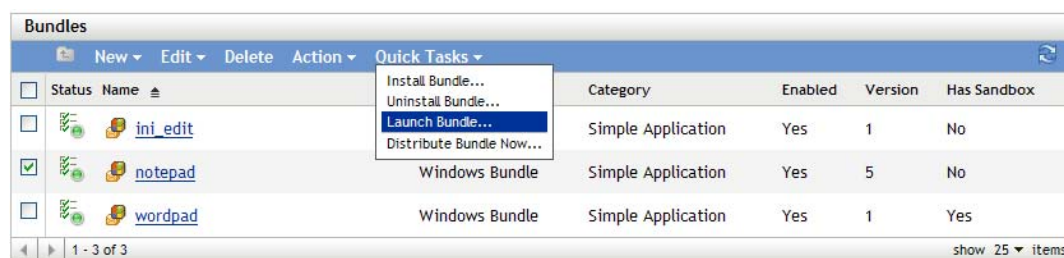 Bundles
New Edit Delete Action Quick Tasks
Install Bundle...
Uninstall Bundle...
Launch Bundle...
Distribute Bundle Now...
Status Name Category Enabled Version Has Sandbox
ini_edit Simple Application Yes 1 No
notepad Windows Bundle Simple Application Yes 5 No
wordpad Windows Bundle Simple Application Yes 1 Yes
1 - 3 of 3 show 25 items